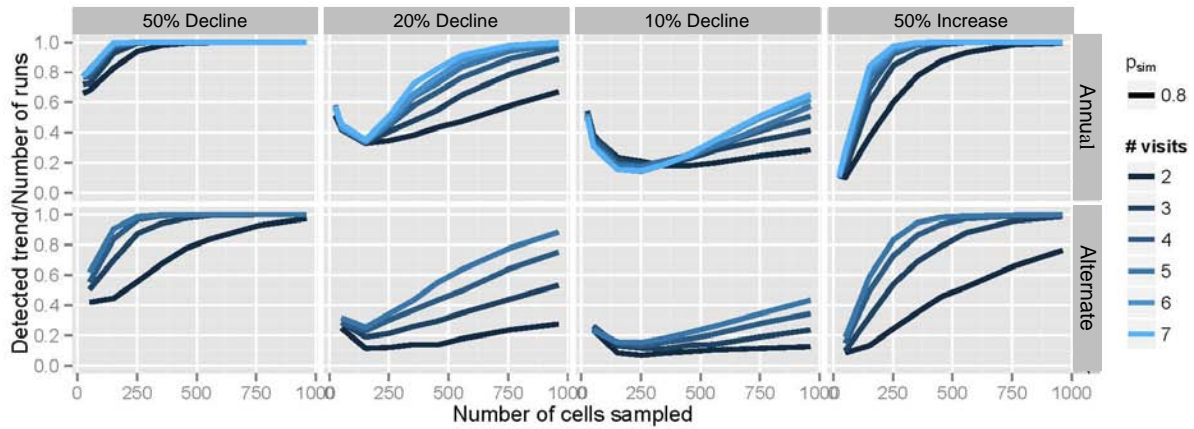 50% Decline 20% Decline 10% Decline 50% Increase
Detected trend/Number of runs
1.0
0.8
0.6
0.4
0.2
0.0
Annual
1.0
0.8
0.6
0.4
0.2
0.0
Alternate
0 250 500 750 1000 250 500 750 1000 250 500 750 1000 250 500 750 1000
Number of cells sampled
psim
0.8
# visits
2
3
4
5
6
7